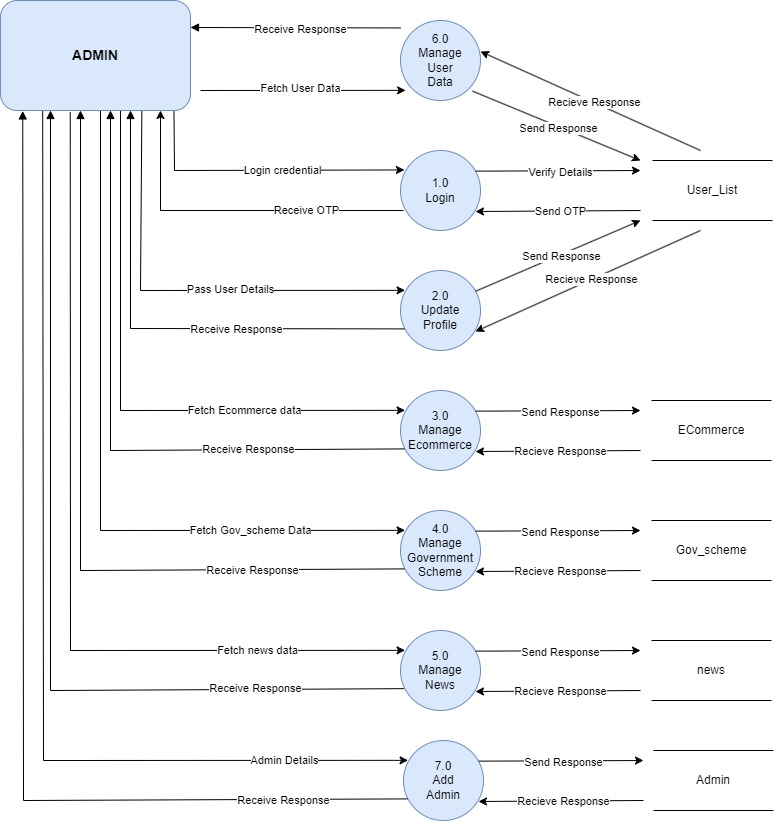 ADMIN
Receive Response
6.0
Manage
User
Data
Fetch User Data
Recieve Response
Send Response
Login credential
1.0
Login
Verify Details
User_List
Receive OTP
Send OTP
Send Response
Recieve Response
Pass User Details
2.0
Update
Profile
Receive Response
Fetch Ecommerce data
3.0
Manage
Ecommerce
Send Response
ECommerce
Receive Response
Recieve Response
Fetch Gov_scheme Data
4.0
Manage
Government
Scheme
Send Response
Gov_scheme
Receive Response
Recieve Response
Fetch news data
5.0
Manage
News
Send Response
news
Receive Response
Recieve Response
Admin Details
7.0
Add
Admin
Send Response
Admin
Receive Response
Recieve Response